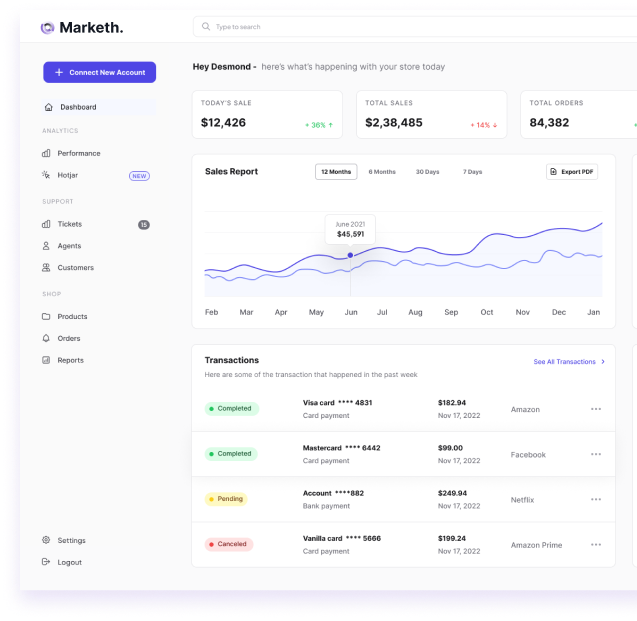 Marketh.
Type to search
Connect New Account
Dashboard
ANALYTICS
Performance
Hotjar NEW
SUPPORT
Tickets 15
Agents
Customers
SHOP
Products
Orders
Reports
Settings
Logout
Hey Desmond - here's what's happening with your store today
TODAY'S SALE
$12,426 + 36% ↑
TOTAL SALES
$2,38,485 + 14% ↓
TOTAL ORDERS
84,382 +
Sales Report 12 Months 6 Months 30 Days 7 Days Export PDF
June 2021
$45,591
Feb Mar Apr May Jun Jul Aug Sep Oct Nov Dec Jan
Transactions
See All Transactions >
Here are some of the transaction that happened in the past week
Completed Visa card **** 4831 $182.94 Amazon
Card payment Nov 17, 2022
Completed Mastercard **** 6442 $99.00 Facebook
Card payment Nov 17, 2022
Pending Account ****882 $249.94 Netflix
Bank payment Nov 17, 2022
Canceled Vanilla card **** 5666 $199.24 Amazon Prime
Card payment Nov 17, 2022